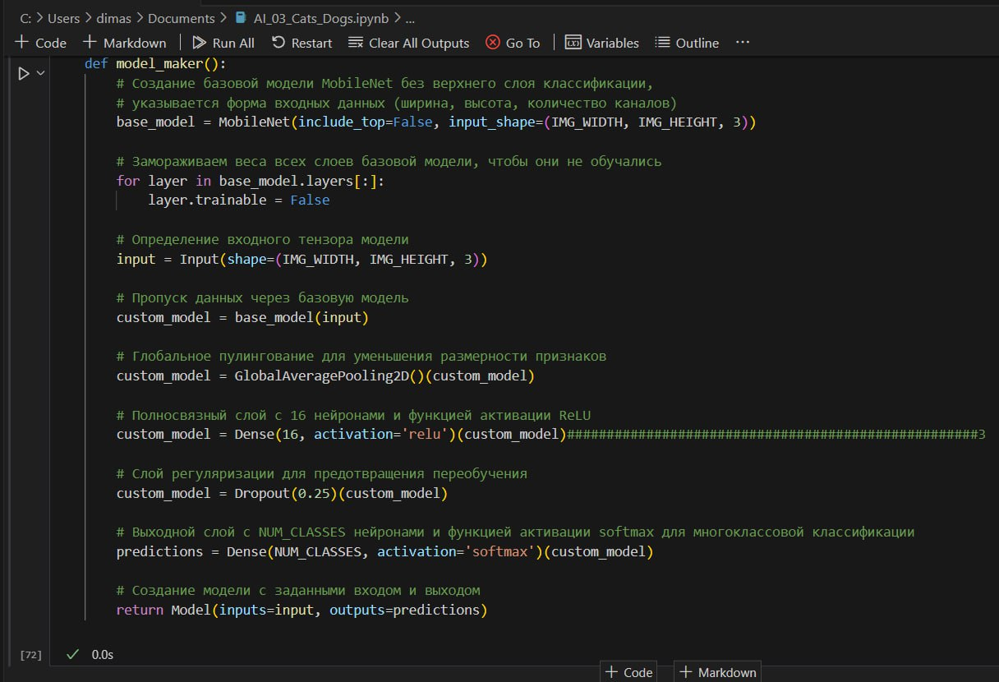 C: > Users > dimas > Documents > AI_03_Cats_Dogs.ipynb > ...
+ Code + Markdown | Run All Restart Clear All Outputs Go To | Variables Outline ...
def model_maker():
    # Создание базовой модели MobileNet без верхнего слоя классификации,
    # указывается форма входных данных (ширина, высота, количество каналов)
    base_model = MobileNet(include_top=False, input_shape=(IMG_WIDTH, IMG_HEIGHT, 3))
    # Замораживаем веса всех слоев базовой модели, чтобы они не обучались
    for layer in base_model.layers[:]:
        layer.trainable = False
    # Определение входного тензора модели
    input = Input(shape=(IMG_WIDTH, IMG_HEIGHT, 3))
    # Пропуск данных через базовую модель
    custom_model = base_model(input)
    # Глобальное пулингование для уменьшения размерности признаков
    custom_model = GlobalAveragePooling2D()(custom_model)
    # Полносвязный слой с 16 нейронами и функцией активации ReLU
    custom_model = Dense(16, activation='relu')(custom_model)####################################################3
    # Слой регуляризации для предотвращения переобучения
    custom_model = Dropout(0.25)(custom_model)
    # Выходной слой с NUM_CLASSES нейронами и функцией активации softmax для многоклассовой классификации
    predictions = Dense(NUM_CLASSES, activation='softmax')(custom_model)
    # Создание модели с заданными входом и выходом
    return Model(inputs=input, outputs=predictions)
[72] ✓ 0.0s
+ Code + Markdown